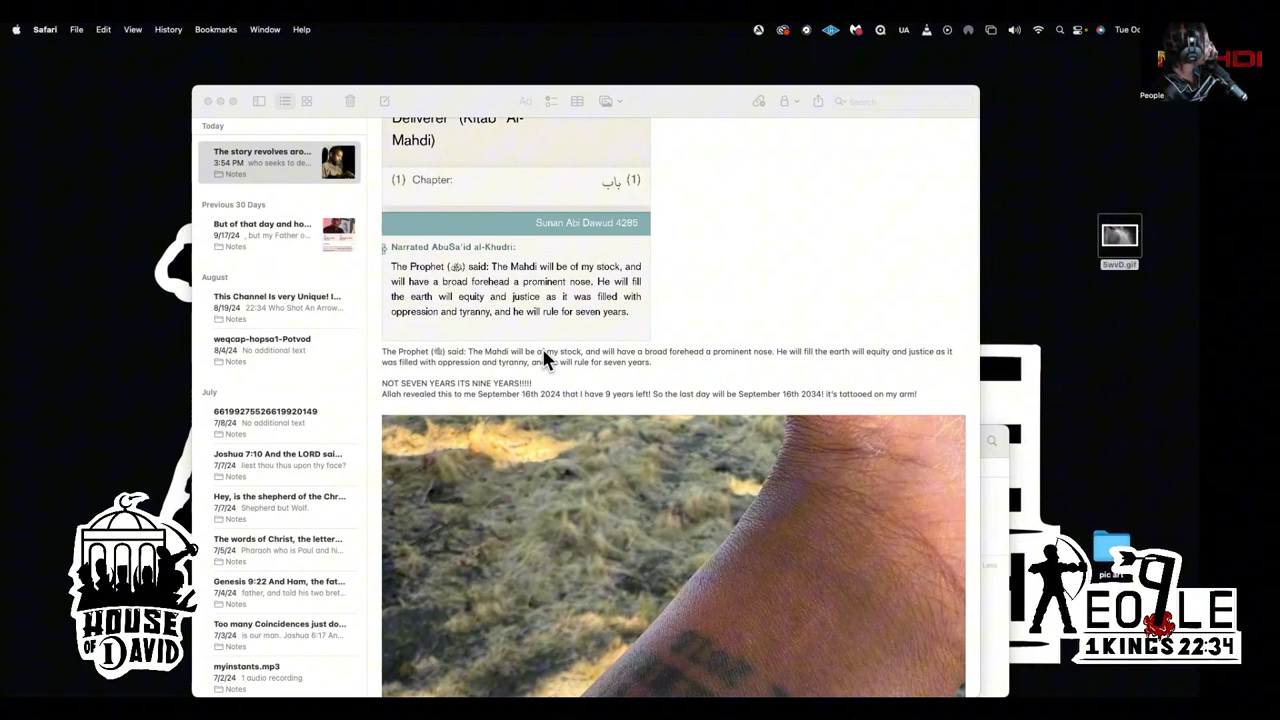 Safari File Edit View History Bookmarks Window Help
UA
Tue Oc
People
Search
Today
The story revolves aro...
3:54 PM who seeks to de...
Notes
Previous 30 Days
But of that day and ho...
9/17/24 , but my Father o...
Notes
August
This Channel Is very Unique! I...
8/19/24 22:34 Who Shot An Arrow...
Notes
weqcap-hopsa1-Potvod
8/4/24 No additional text
Notes
July
66199275526619920149
7/8/24 No additional text
Notes
Joshua 7:10 And the LORD sai...
7/7/24 liest thou thus upon thy face?
Notes
Hey, is the shepherd of the Chr...
7/7/24 Shepherd but Wolf.
Notes
The words of Christ, the letter...
7/5/24 Pharaoh who is Paul and hi...
Notes
Genesis 9:22 And Ham, the fat...
7/4/24 father, and told his two bret...
Notes
Too many Coincidences just do...
7/3/24 is our man. Joshua 6:17 An...
Notes
myinstants.mp3
7/2/24 1 audio recording
Notes
Deliverer (Kitab Al-
Mahdi)
(1) Chapter: باب (1)
Sunan Abi Dawud 4285
Narrated AbuSa'id al-Khudri:
The Prophet (ﷺ) said: The Mahdi will be of my stock, and
will have a broad forehead a prominent nose. He will fill
the earth will equity and justice as it was filled with
oppression and tyranny, and he will rule for seven years.
The Prophet (ﷺ) said: The Mahdi will be of my stock, and will have a broad forehead a prominent nose. He will fill the earth will equity and justice as it
was filled with oppression and tyranny, and he will rule for seven years.
NOT SEVEN YEARS ITS NINE YEARS!!!!!
Allah revealed this to me September 16th 2024 that I have 9 years left! So the last day will be September 16th 2034! it's tattooed on my arm!
5wvD.gif
Less
pic art
HOUSE
OF DAVID
EO LE
1 KINGS 22:34